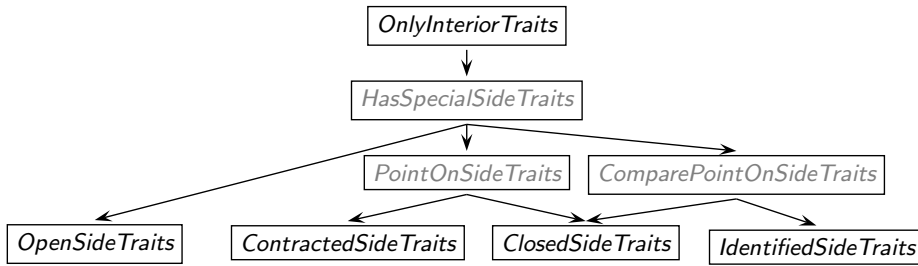 OnlyInteriorTraits
HasSpecialSideTraits
PointOnSideTraits
ComparePointOnSideTraits
OpenSideTraits
ContractedSideTraits
ClosedSideTraits
IdentifiedSideTraits